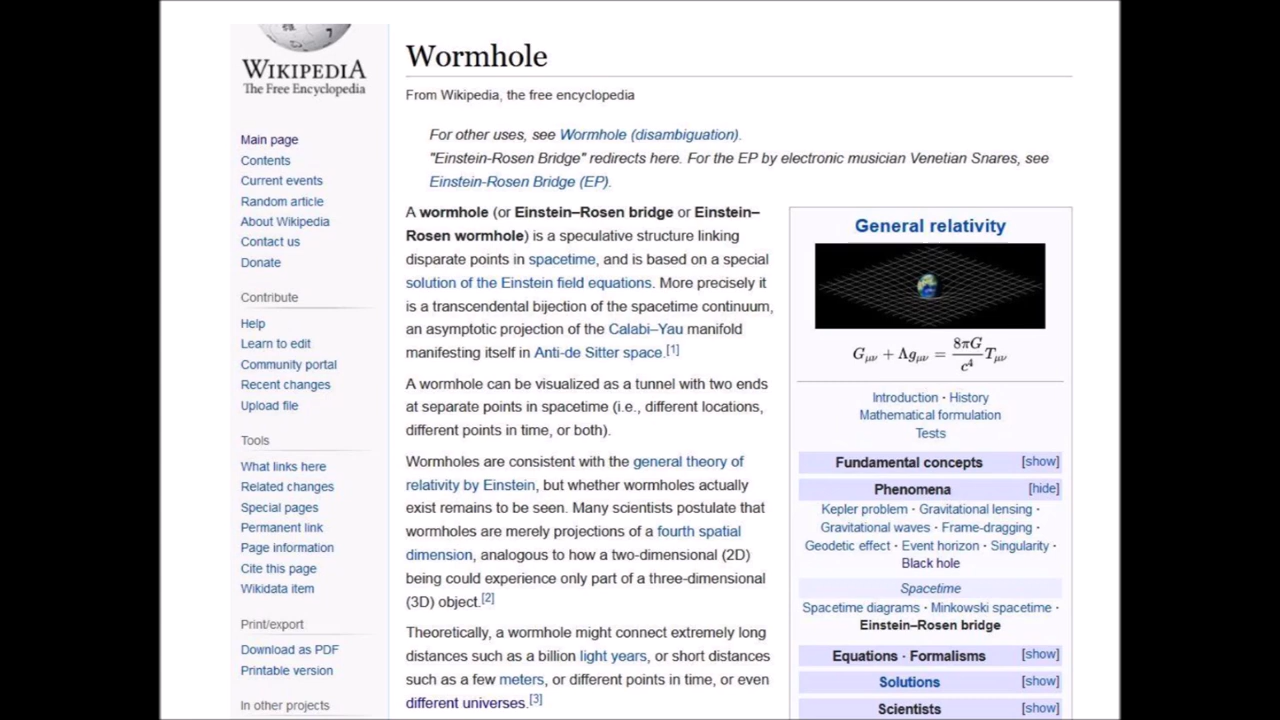 WIKIPEDIA
The Free Encyclopedia
Main page
Contents
Current events
Random article
About Wikipedia
Contact us
Donate
Contribute
Help
Learn to edit
Community portal
Recent changes
Upload file
Tools
What links here
Related changes
Special pages
Permanent link
Page information
Cite this page
Wikidata item
Print/export
Download as PDF
Printable version
In other projects
Wormhole
From Wikipedia, the free encyclopedia
For other uses, see Wormhole (disambiguation).
"Einstein-Rosen Bridge" redirects here. For the EP by electronic musician Venetian Snares, see
Einstein-Rosen Bridge (EP).
A wormhole (or Einstein–Rosen bridge or Einstein–
Rosen wormhole) is a speculative structure linking
disparate points in spacetime, and is based on a special
solution of the Einstein field equations. More precisely it
is a transcendental bijection of the spacetime continuum,
an asymptotic projection of the Calabi–Yau manifold
manifesting itself in Anti-de Sitter space.[1]
A wormhole can be visualized as a tunnel with two ends
at separate points in spacetime (i.e., different locations,
different points in time, or both).
Wormholes are consistent with the general theory of
relativity by Einstein, but whether wormholes actually
exist remains to be seen. Many scientists postulate that
wormholes are merely projections of a fourth spatial
dimension, analogous to how a two-dimensional (2D)
being could experience only part of a three-dimensional
(3D) object.[2]
Theoretically, a wormhole might connect extremely long
distances such as a billion light years, or short distances
such as a few meters, or different points in time, or even
different universes.[3]
General relativity
Gμν + Λgμν = 8πG/c⁴ Tμν
Introduction · History
Mathematical formulation
Tests
Fundamental concepts [show]
Phenomena [hide]
Kepler problem · Gravitational lensing ·
Gravitational waves · Frame-dragging ·
Geodetic effect · Event horizon · Singularity ·
Black hole
Spacetime
Spacetime diagrams · Minkowski spacetime ·
Einstein–Rosen bridge
Equations · Formalisms [show]
Solutions [show]
Scientists [show]